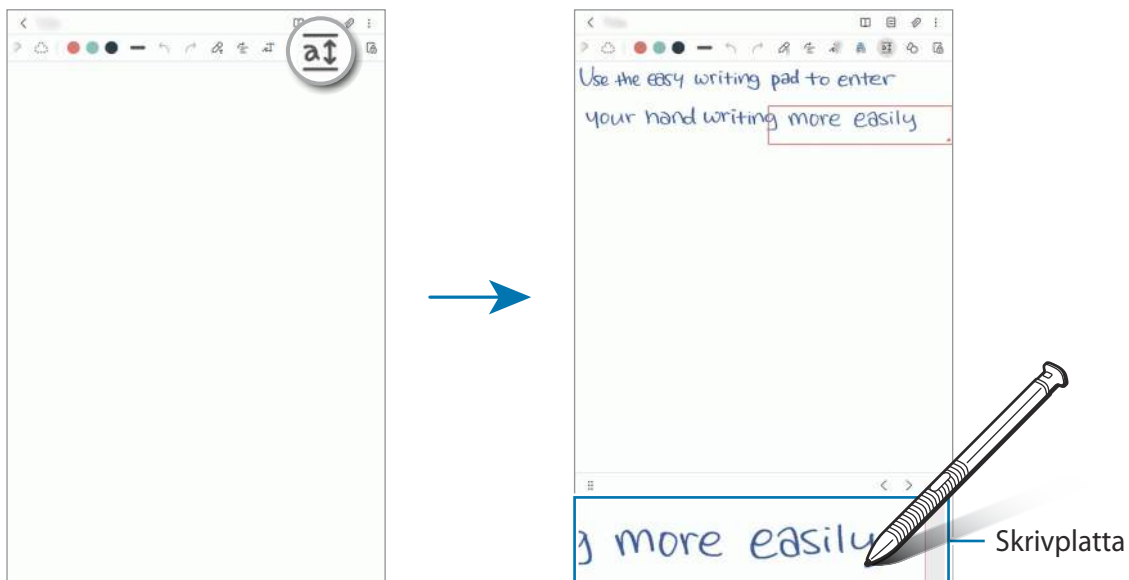 a
Use the easy writing pad to enter
your hand writing more easily
g more easily
Skrivplatta